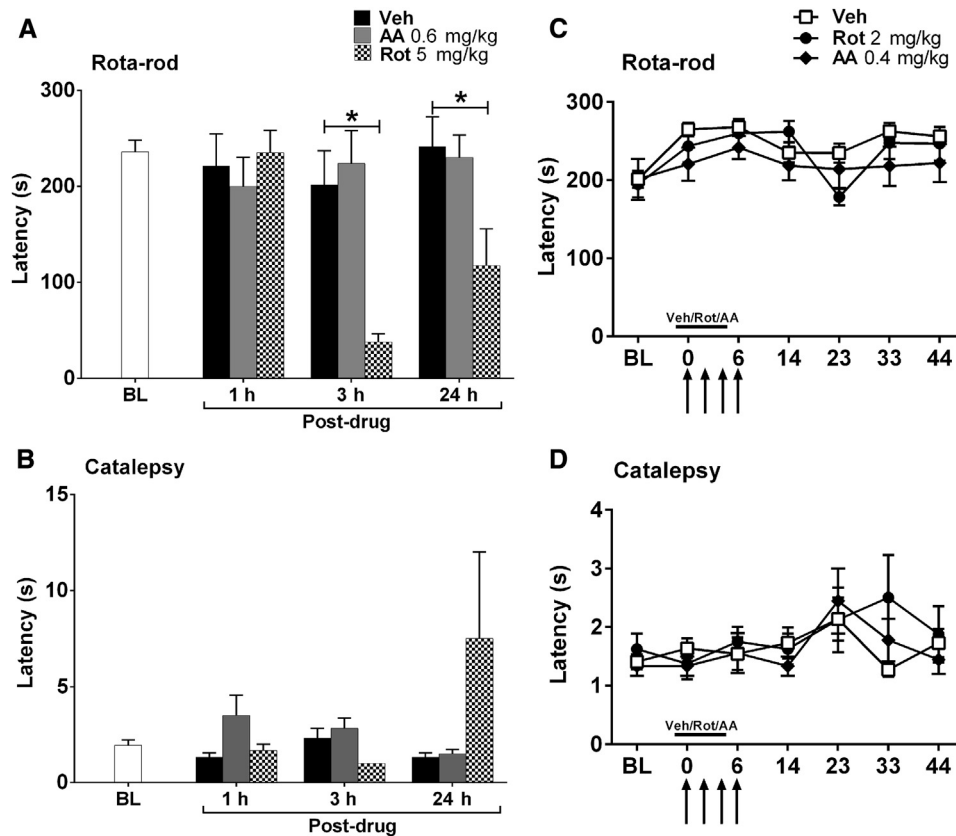 A
Veh
AA 0.6 mg/kg
Rot 5 mg/kg
Rota-rod
300
200
100
0
Latency (s)
*
*
BL
1 h
3 h
24 h
Post-drug
B
Catalepsy
15
10
5
0
Latency (s)
BL
1 h
3 h
24 h
Post-drug
C
Veh
Rot 2 mg/kg
AA 0.4 mg/kg
Rota-rod
300
200
100
0
Latency (s)
Veh/Rot/AA
BL 0 6 14 23 33 44
D
Catalepsy
4
3
2
1
0
Latency (s)
Veh/Rot/AA
BL 0 6 14 23 33 44